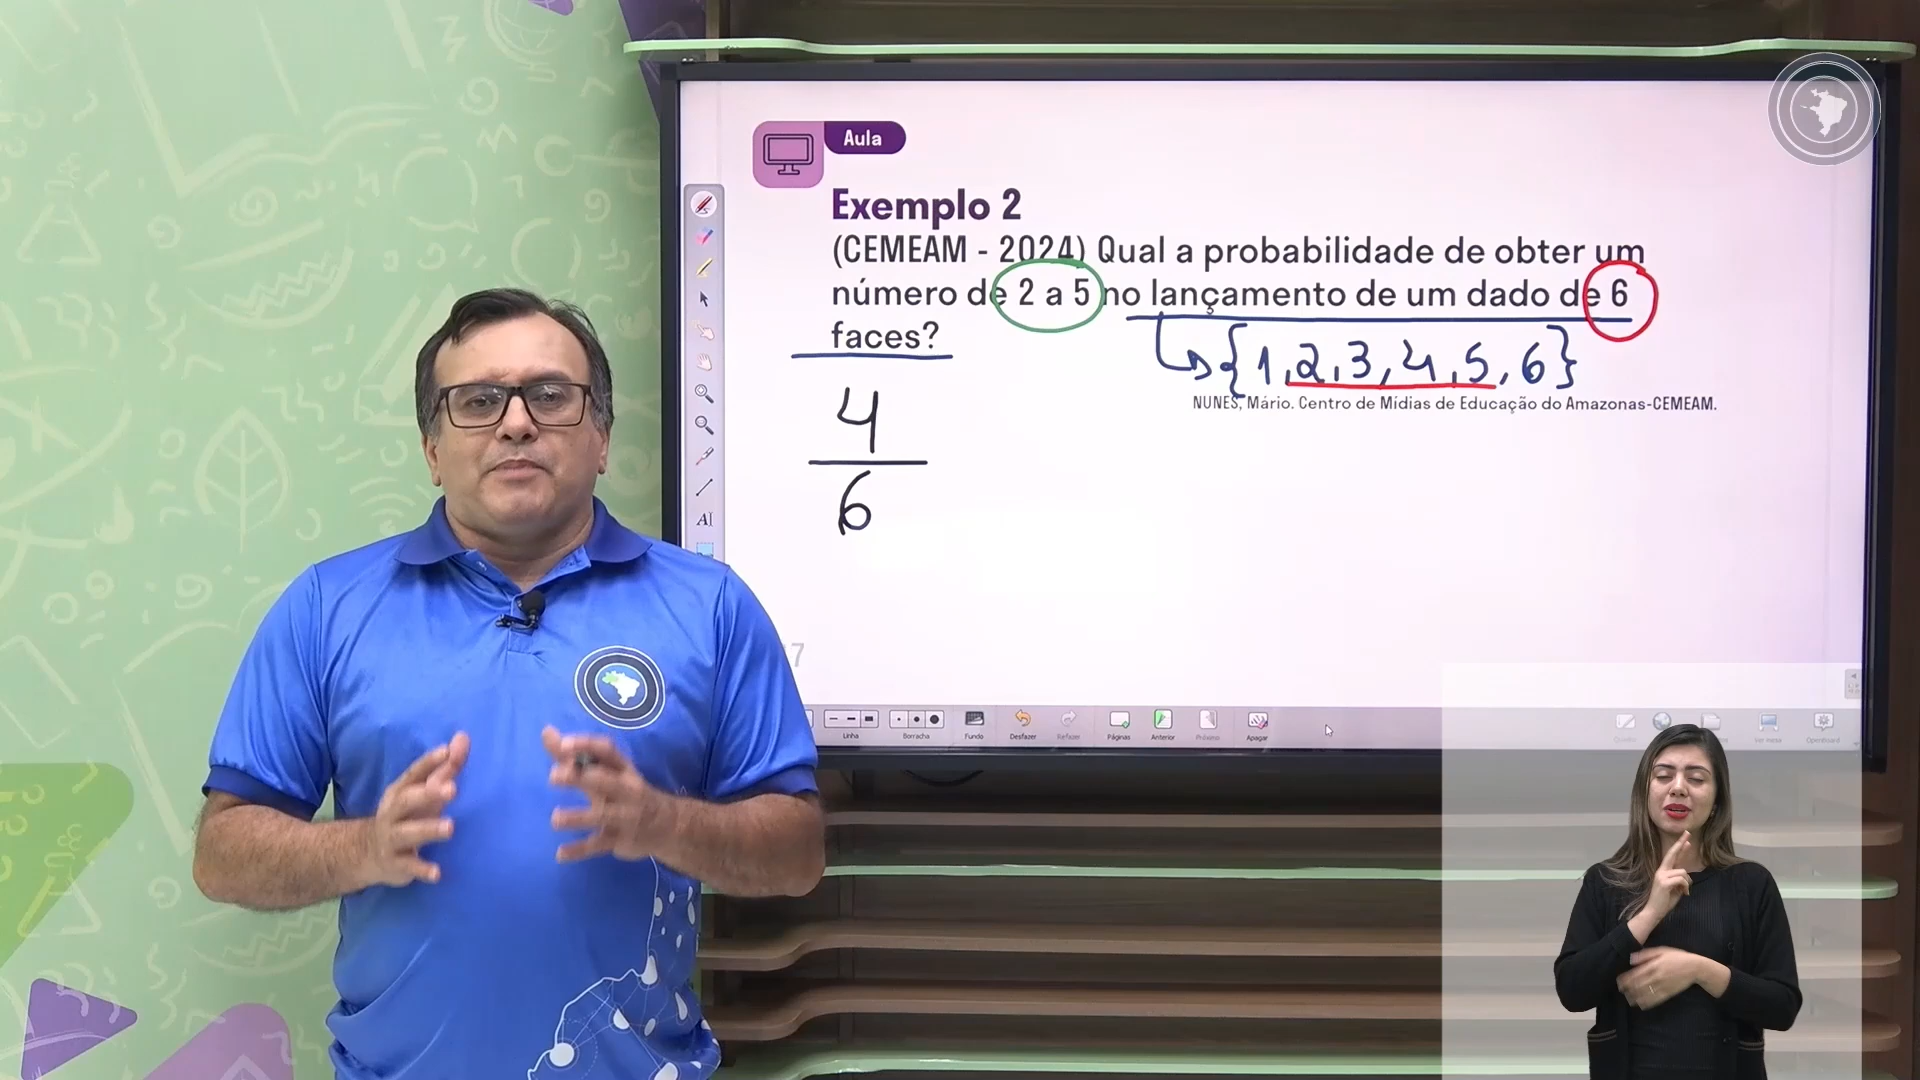 Aula
Exemplo 2
(CEMEAM - 2024) Qual a probabilidade de obter um
número de 2 a 5 no lançamento de um dado de 6
faces?
{1,2,3,4,5,6}
NUNES, Mário. Centro de Mídias de Educação do Amazonas-CEMEAM.
4
6
AI
7
Linha Borracha Fundo Desfazer Refazer Páginas Anterior Próximo Apagar